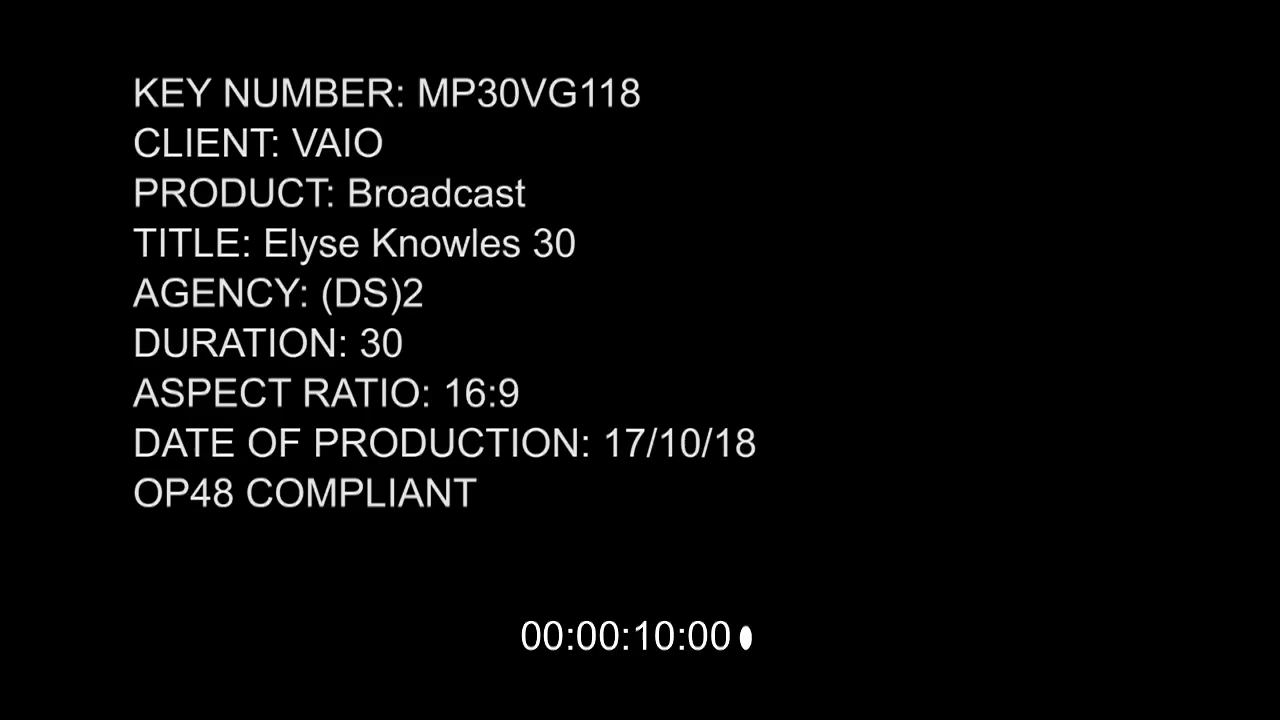 KEY NUMBER: MP30VG118
CLIENT: VAIO
PRODUCT: Broadcast
TITLE: Elyse Knowles 30
AGENCY: (DS)2
DURATION: 30
ASPECT RATIO: 16:9
DATE OF PRODUCTION: 17/10/18
OP48 COMPLIANT
00:00:10:00